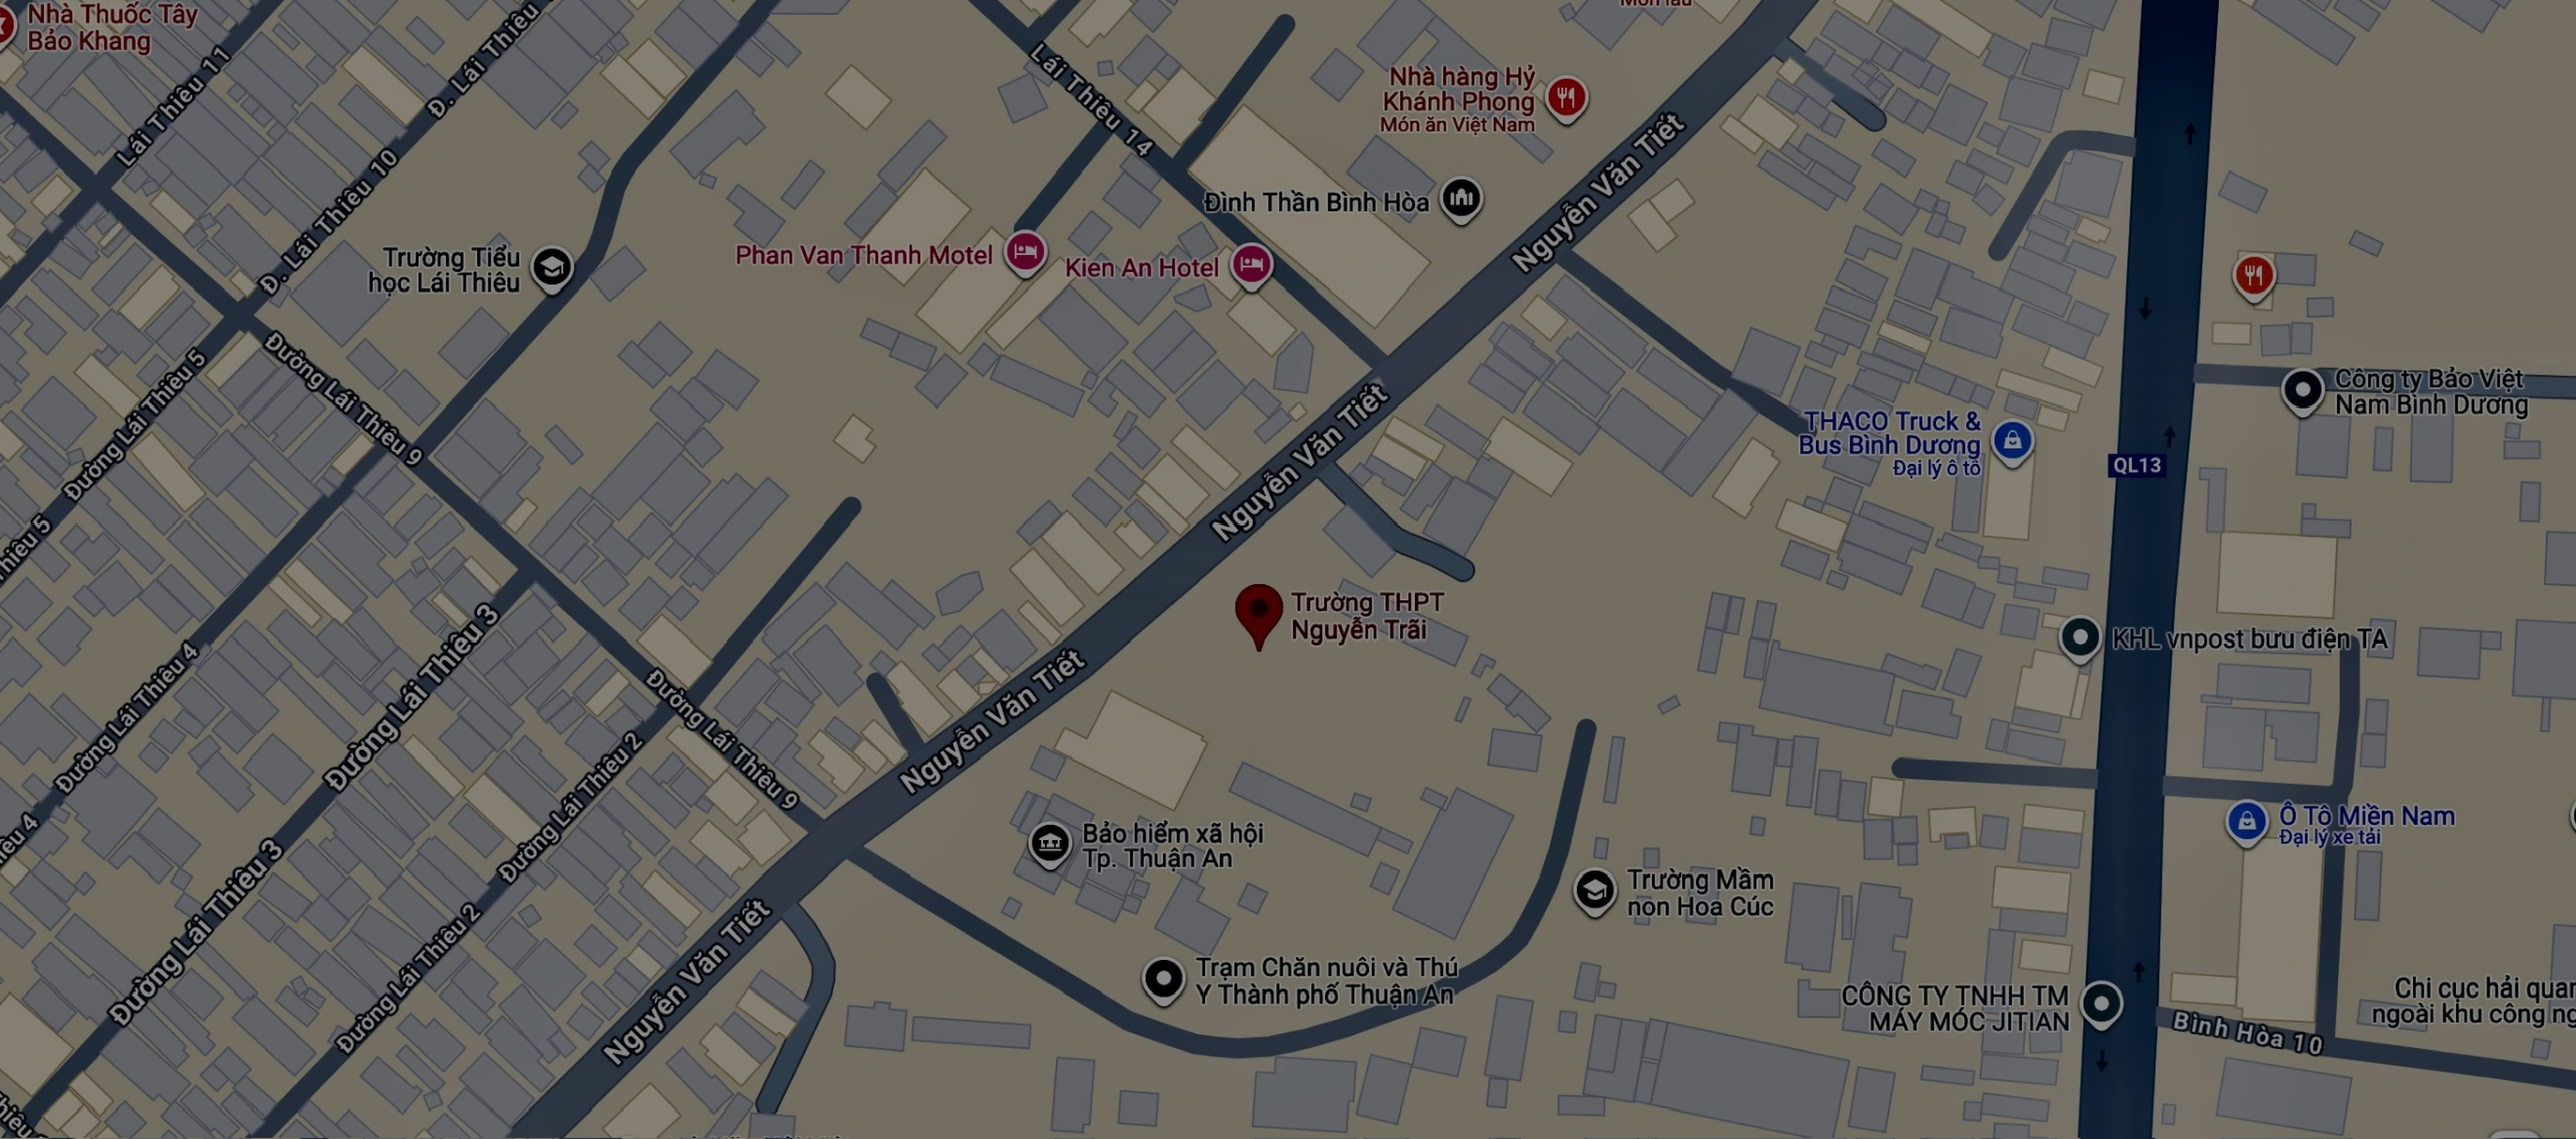 Nhà Thuốc Tây
Bảo Khang
Lái Thiêu 11
Đ. Lái Thiêu
Đ. Lái Thiêu 10
Lái Thiêu 14
Nhà hàng Hỷ
Khánh Phong
Món ăn Việt Nam
Nguyễn Văn Tiết
Đình Thần Bình Hòa
Trường Tiểu
học Lái Thiêu
Phan Van Thanh Motel
Kien An Hotel
Đường Lái Thiêu 5
Đường Lái Thiêu 9
Nguyễn Văn Tiết
THACO Truck &
Bus Bình Dương
Đại lý ô tô
QL13
Công ty Bảo Việt
Nam Bình Dương
Trường THPT
Nguyễn Trãi
KHL vnpost bưu điện TA
Đường Lái Thiêu 4
Đường Lái Thiêu 3
Đường Lái Thiêu 2
Đường Lái Thiêu 9
Nguyễn Văn Tiết
Bảo hiểm xã hội
Tp. Thuận An
Ô Tô Miền Nam
Đại lý xe tải
Trường Mầm
non Hoa Cúc
Đường Lái Thiêu 3
Đường Lái Thiêu 2
Nguyễn Văn Tiết
Trạm Chăn nuôi và Thú
Y Thành phố Thuận An
CÔNG TY TNHH TM
MÁY MÓC JITIAN
Bình Hòa 10
Chi cục hải quan
ngoài khu công